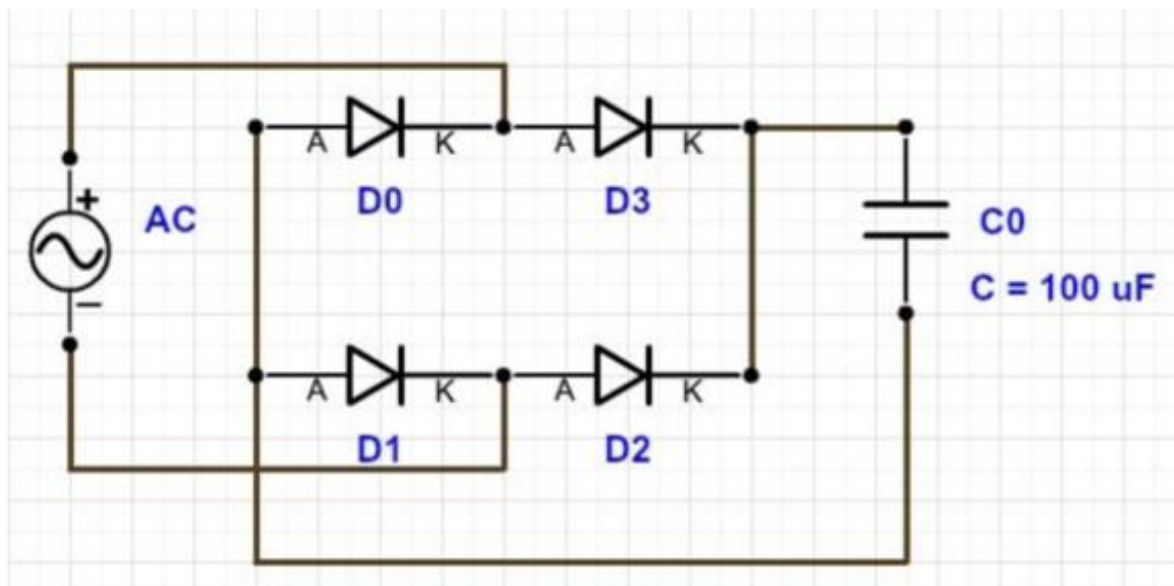 A K A K
D0 D3
+
AC
C0
C = 100 uF
−
A K A K
D1 D2